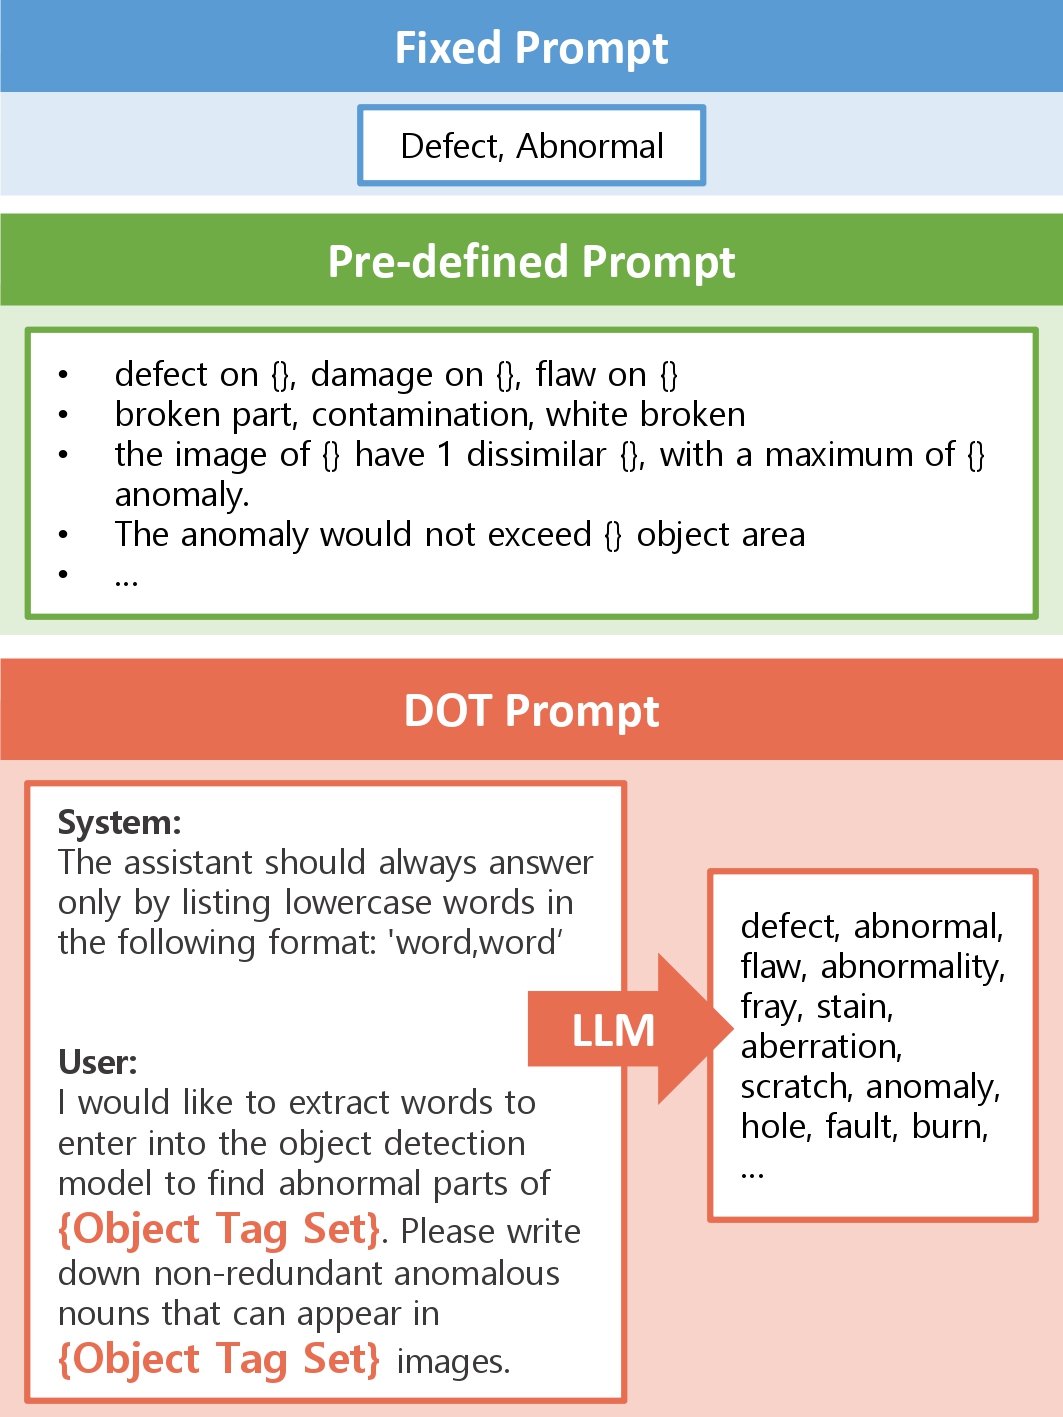 Fixed Prompt
Defect, Abnormal
Pre-defined Prompt
• defect on {}, damage on {}, flaw on {}
• broken part, contamination, white broken
• the image of {} have 1 dissimilar {}, with a maximum of {}
anomaly.
• The anomaly would not exceed {} object area
• ...
DOT Prompt
System:
The assistant should always answer
only by listing lowercase words in
the following format: 'word,word’
User:
I would like to extract words to
enter into the object detection
model to find abnormal parts of
{Object Tag Set}. Please write
down non-redundant anomalous
nouns that can appear in
{Object Tag Set} images.
LLM
defect, abnormal,
flaw, abnormality,
fray, stain,
aberration,
scratch, anomaly,
hole, fault, burn,
...